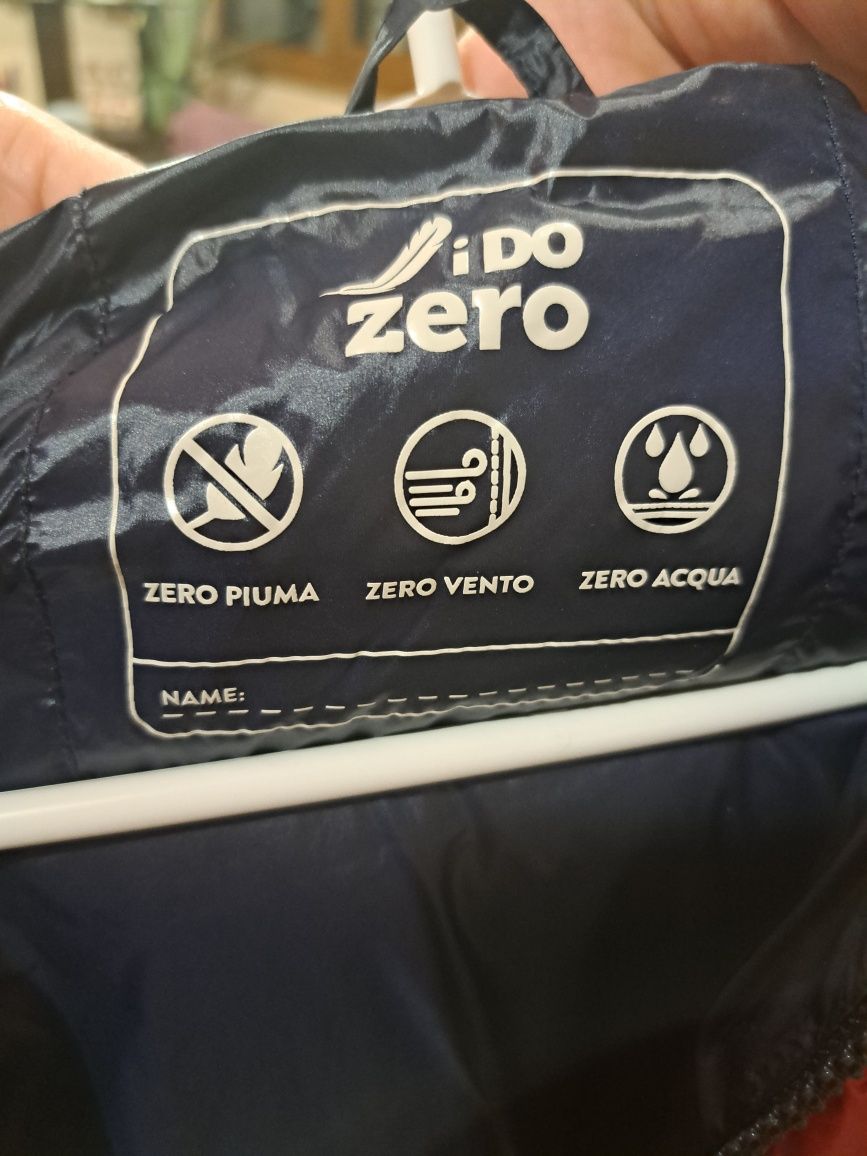 iDO
zero
ZERO PIUMA
ZERO VENTO
ZERO ACQUA
NAME: